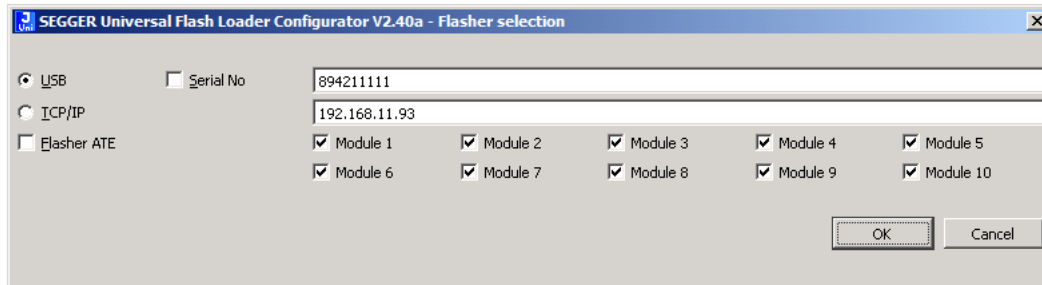 J Uni SEGGER Universal Flash Loader Configurator V2.40a - Flasher selection
USB Serial No 894211111
TCP/IP 192.168.11.93
Flasher ATE Module 1 Module 2 Module 3 Module 4 Module 5
Module 6 Module 7 Module 8 Module 9 Module 10
OK Cancel